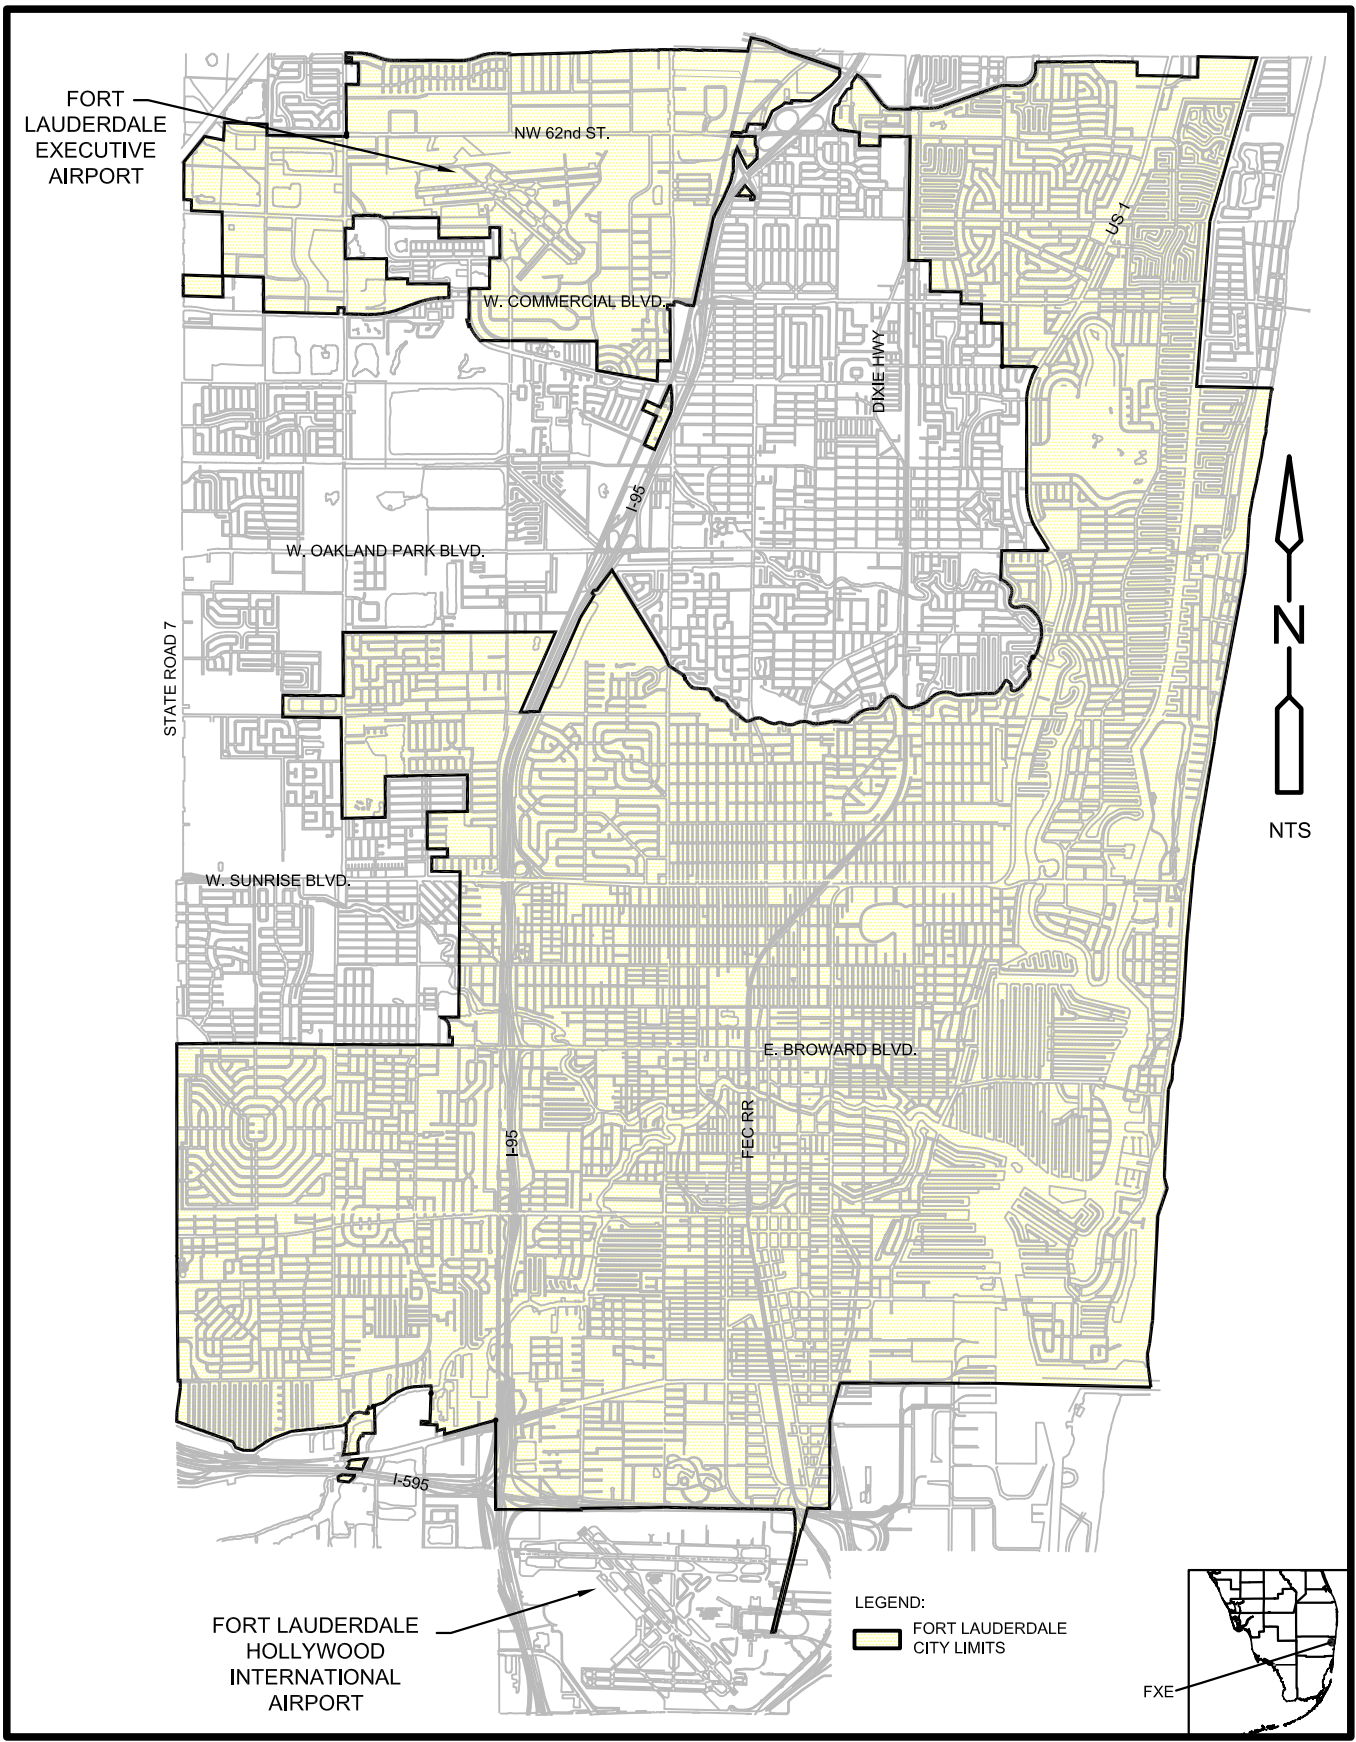 FORT
LAUDERDALE
EXECUTIVE
AIRPORT
NW 62nd ST.
US 1
W. COMMERCIAL BLVD.
DIXIE HWY
I-95
W. OAKLAND PARK BLVD.
N
STATE ROAD 7
NTS
W. SUNRISE BLVD.
E. BROWARD BLVD.
FEC RR
I-95
I-595
FORT LAUDERDALE
HOLLYWOOD
INTERNATIONAL
AIRPORT
LEGEND:
FORT LAUDERDALE
CITY LIMITS
FXE